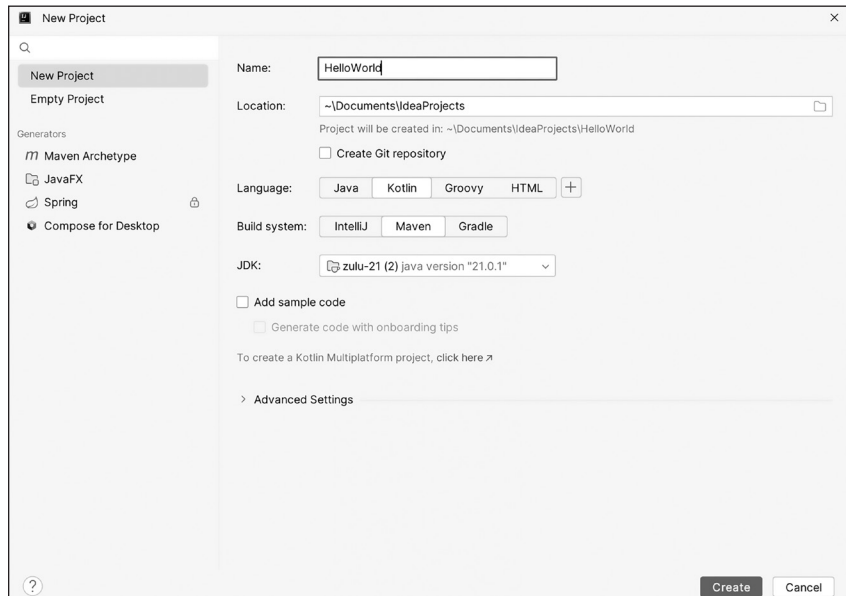 New Project
New Project
Empty Project
Generators
m Maven Archetype
JavaFX
Spring
Compose for Desktop
Name: HelloWorld
Location: ~\Documents\IdeaProjects
Project will be created in: ~\Documents\IdeaProjects\HelloWorld
Create Git repository
Language: Java Kotlin Groovy HTML +
Build system: IntelliJ Maven Gradle
JDK: zulu-21 (2) java version "21.0.1"
Add sample code
Generate code with onboarding tips
To create a Kotlin Multiplatform project, click here ↗
> Advanced Settings
? Create Cancel